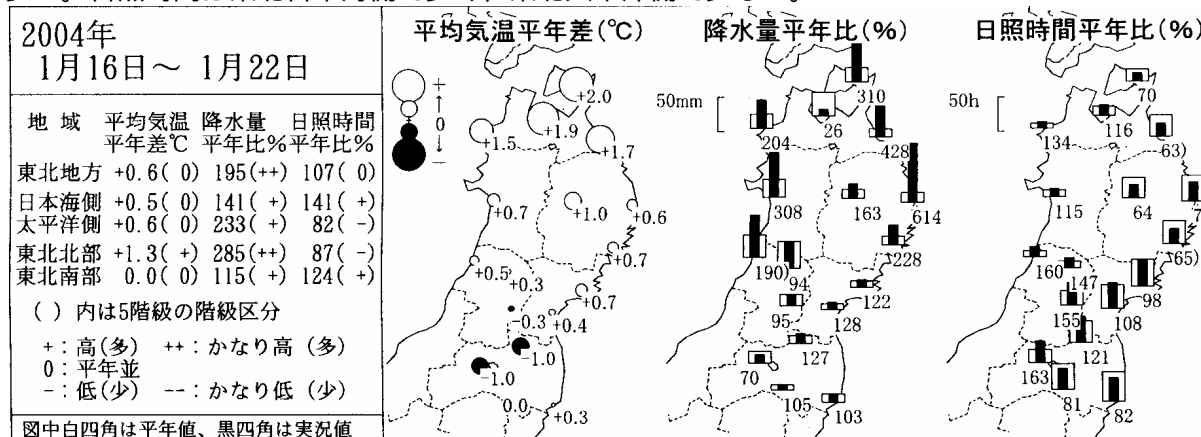 2004年
1月16日～ 1月22日
地 域 平均気温 降水量 日照時間
平年差℃ 平年比% 平年比%
東北地方 +0.6( 0) 195(++) 107( 0)
日本海側 +0.5( 0) 141( +) 141( +)
太平洋側 +0.6( 0) 233( +) 82( -)
東北北部 +1.3( +) 285(++) 87( -)
東北南部 0.0( 0) 115( +) 124( +)
( ) 内は5階級の階級区分
+：高(多) ++：かなり高 (多)
0：平年並
-：低(少) --：かなり低 (少)
図中白四角は平年値、黒四角は実況値
平均気温平年差(℃)
+
↑
0
↓
-
+2.0
+1.9
+1.5
+1.7
+0.7
+1.0
+0.6
+0.7
+0.5
+0.3
+0.7
-0.3
+0.4
-1.0
-1.0
0.0
+0.3
降水量平年比(%)
50mm
310
204
26
428
308
163
614
228
190)
94
122
95
128
127
70
105
103
日照時間平年比(%)
50h
70
134
116
63)
115
64
7
65)
160
147
98
155
108
121
163
81
82